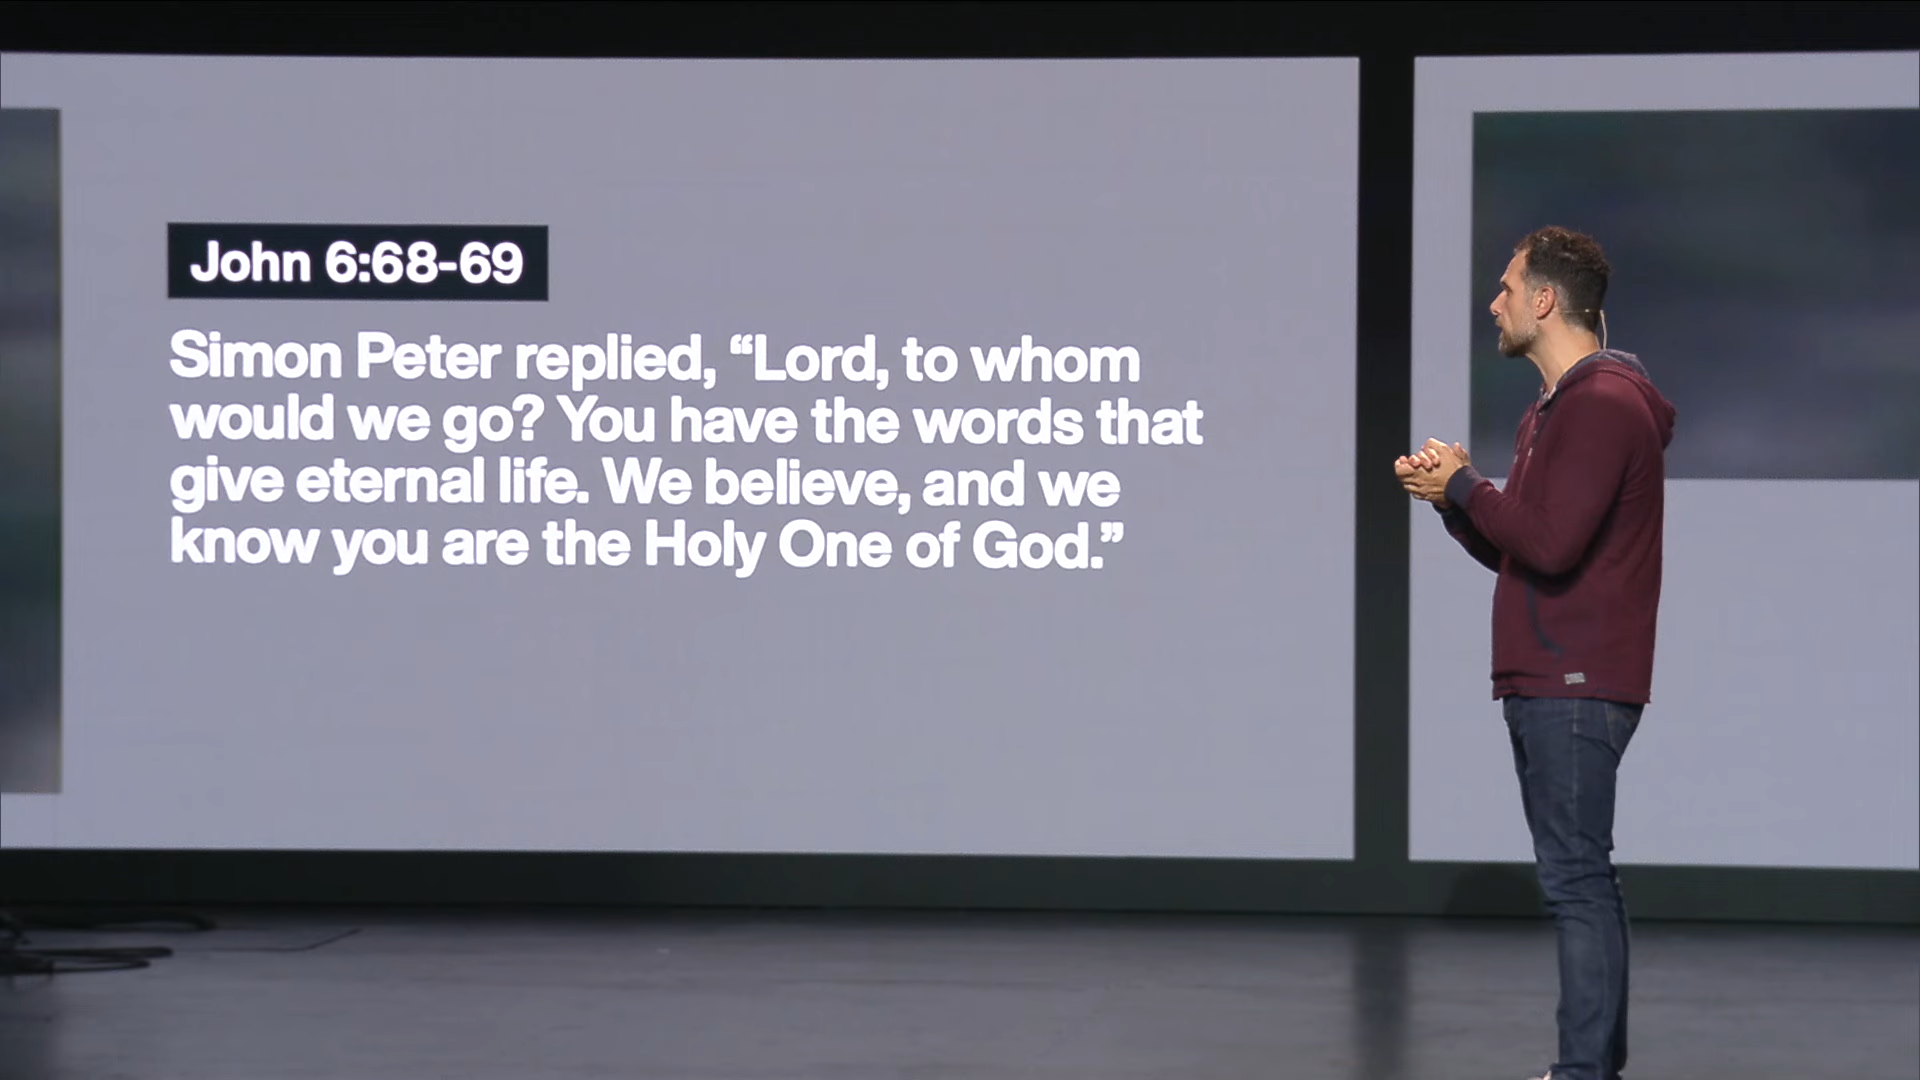 John 6:68-69
Simon Peter replied, “Lord, to whom
would we go? You have the words that
give eternal life. We believe, and we
know you are the Holy One of God.”